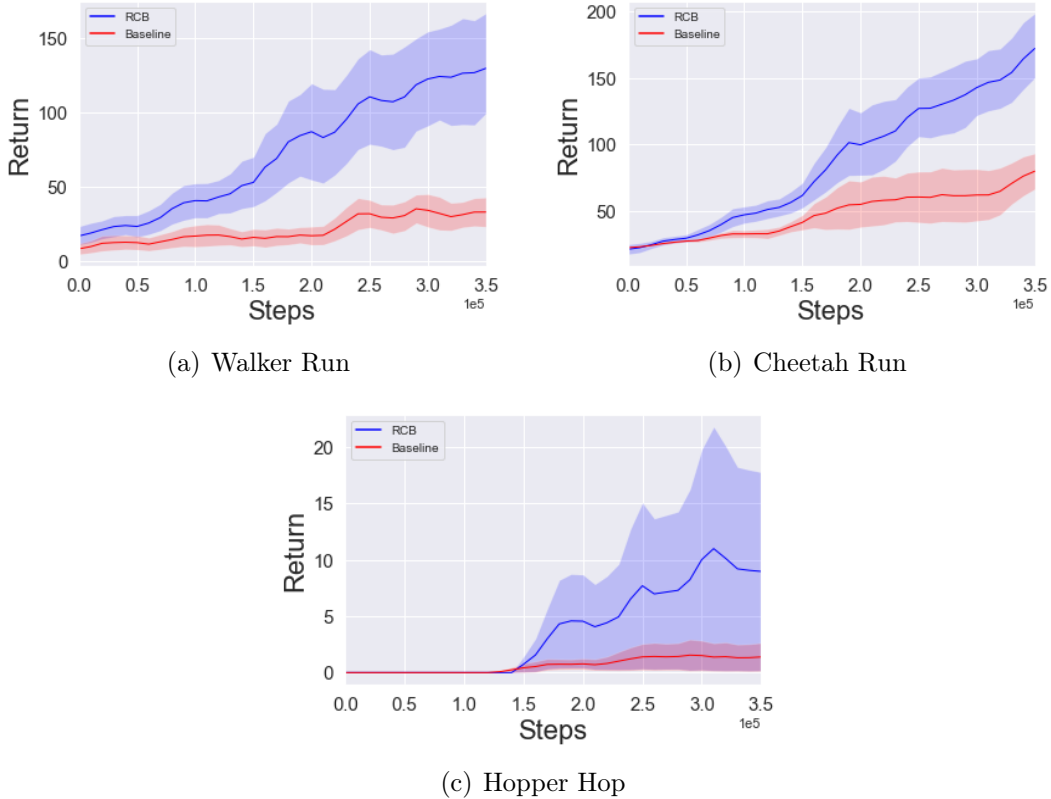 RCB
Baseline
Return
150
100
50
0
0.0 0.5 1.0 1.5 2.0 2.5 3.0 3.5
1e5
Steps
(a) Walker Run
RCB
Baseline
Return
200
150
100
50
0.0 0.5 1.0 1.5 2.0 2.5 3.0 3.5
1e5
Steps
(b) Cheetah Run
RCB
Baseline
Return
20
15
10
5
0
0.0 0.5 1.0 1.5 2.0 2.5 3.0 3.5
1e5
Steps
(c) Hopper Hop